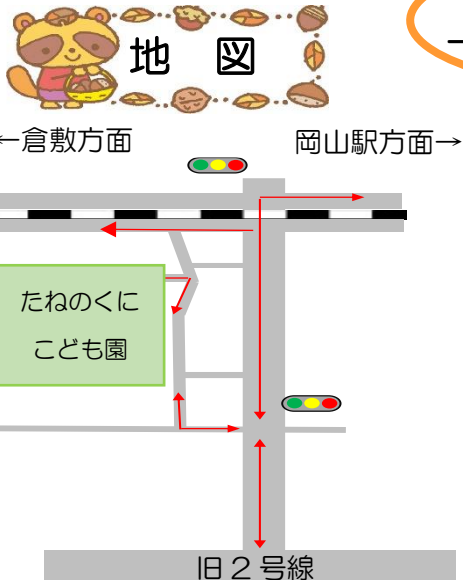 地 図
←倉敷方面
岡山駅方面→
たねのくに
こども園
旧2号線